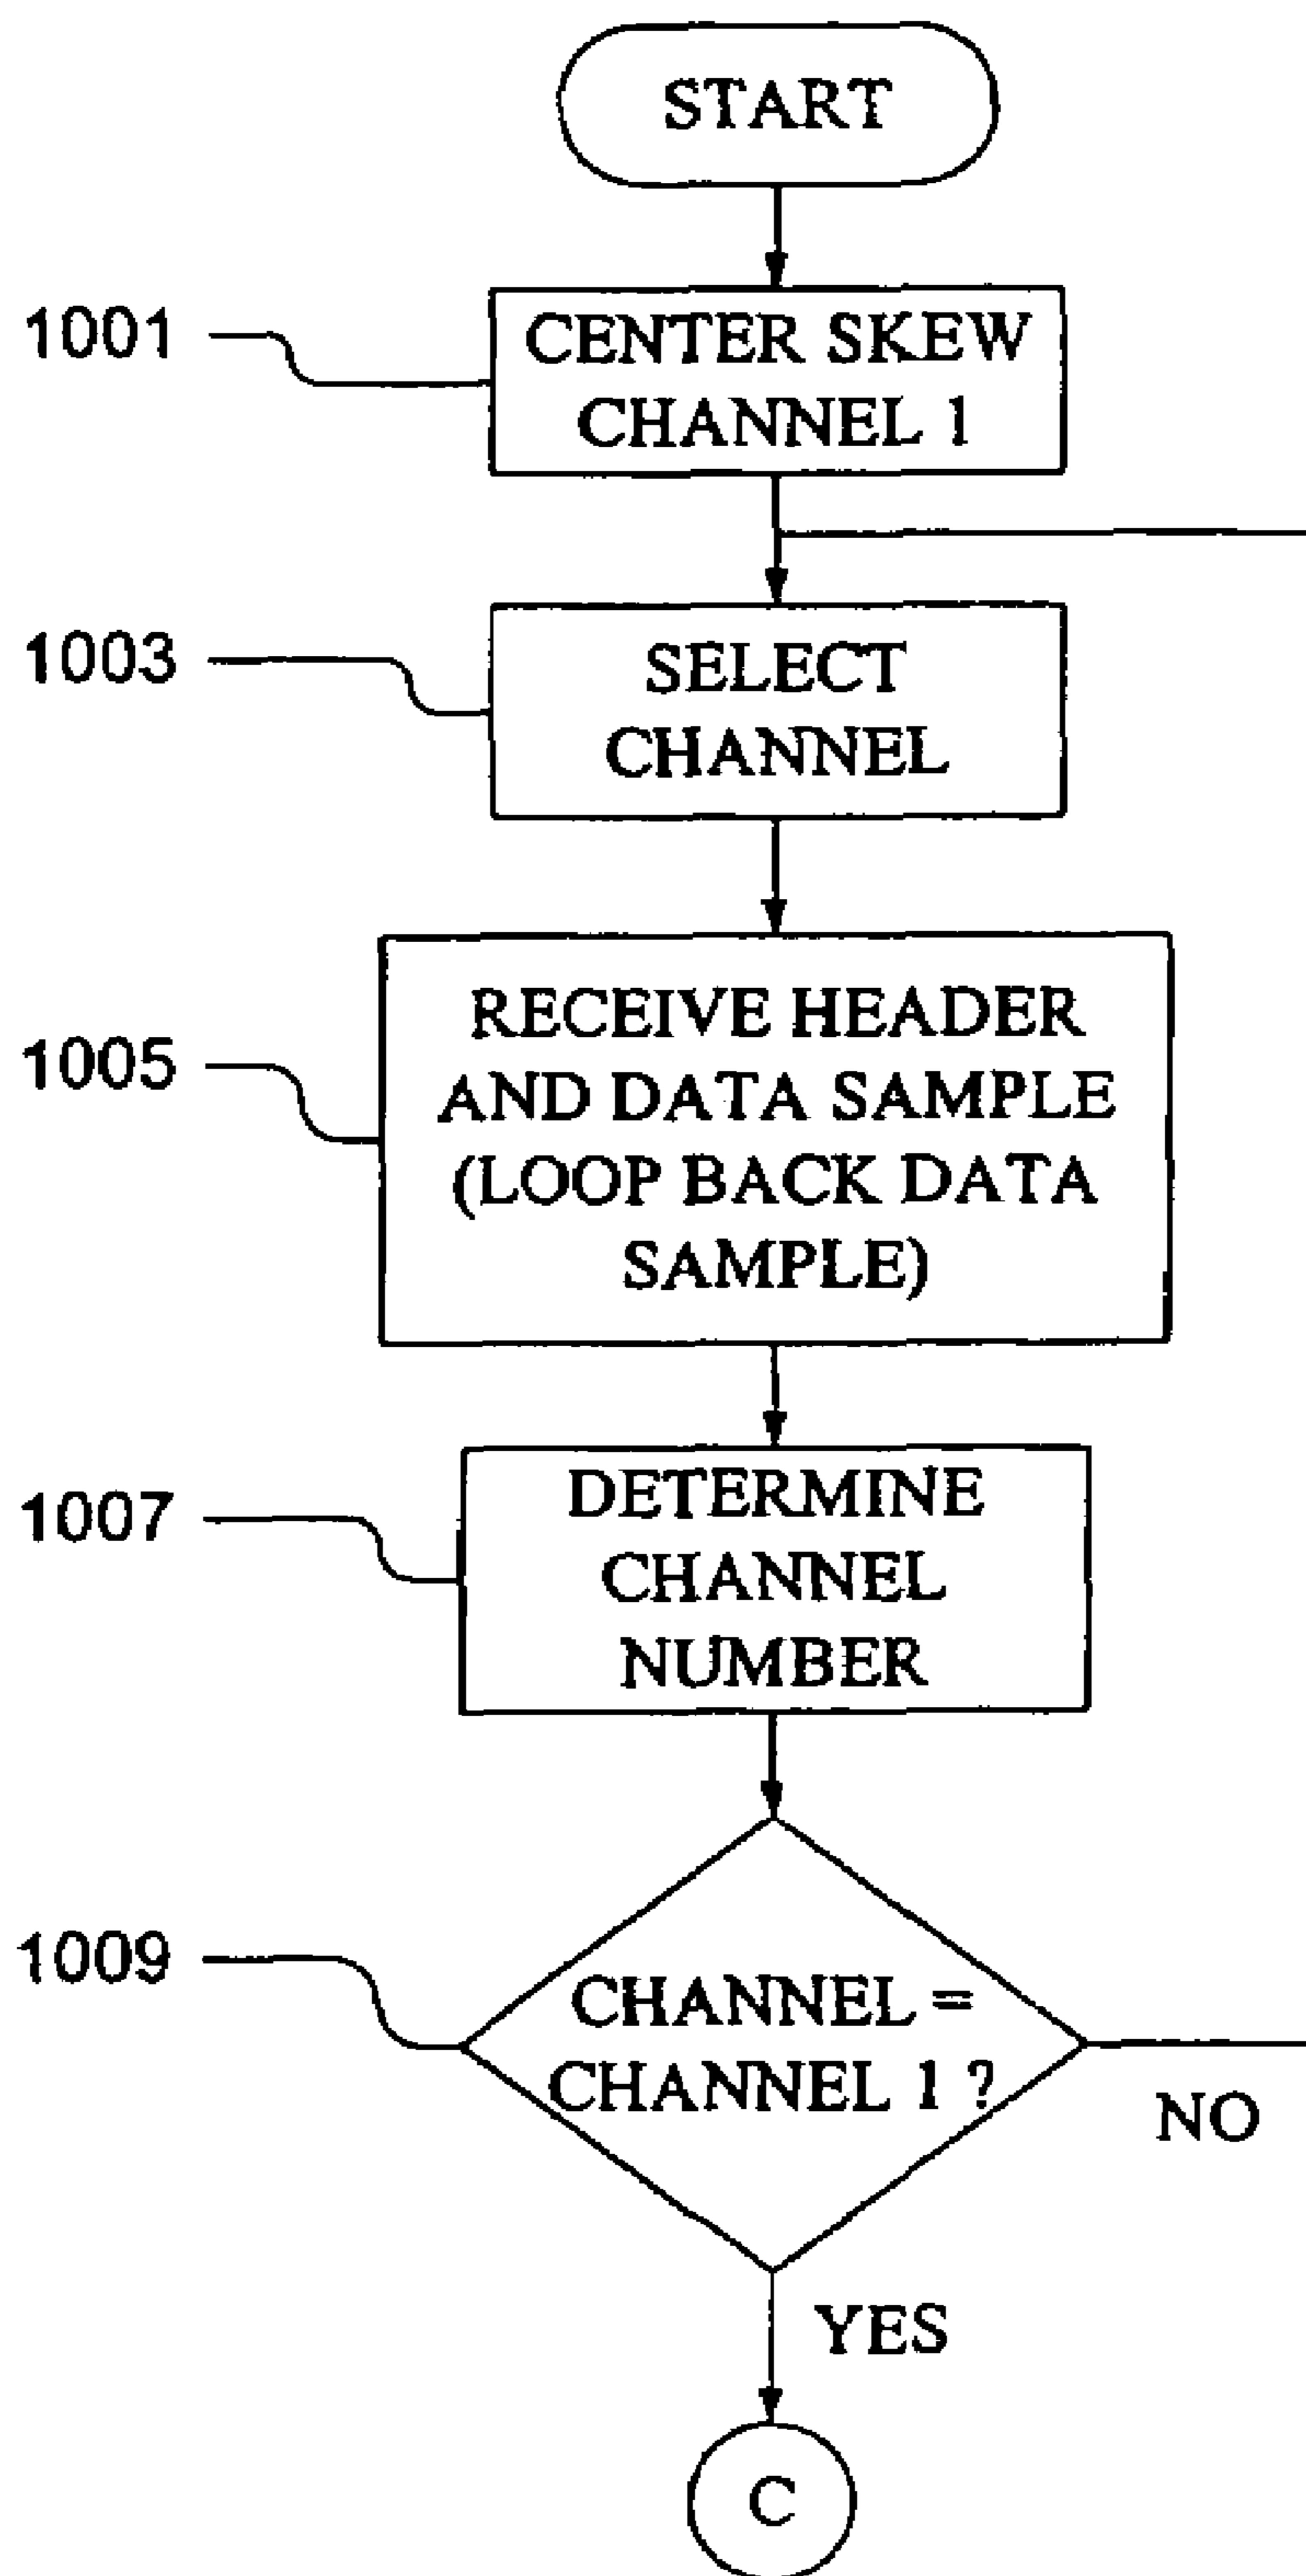 START
1001
CENTER SKEW
CHANNEL 1
1003
SELECT
CHANNEL
1005
RECEIVE HEADER
AND DATA SAMPLE
(LOOP BACK DATA
SAMPLE)
1007
DETERMINE
CHANNEL
NUMBER
1009
CHANNEL =
CHANNEL 1 ?
NO
YES
C